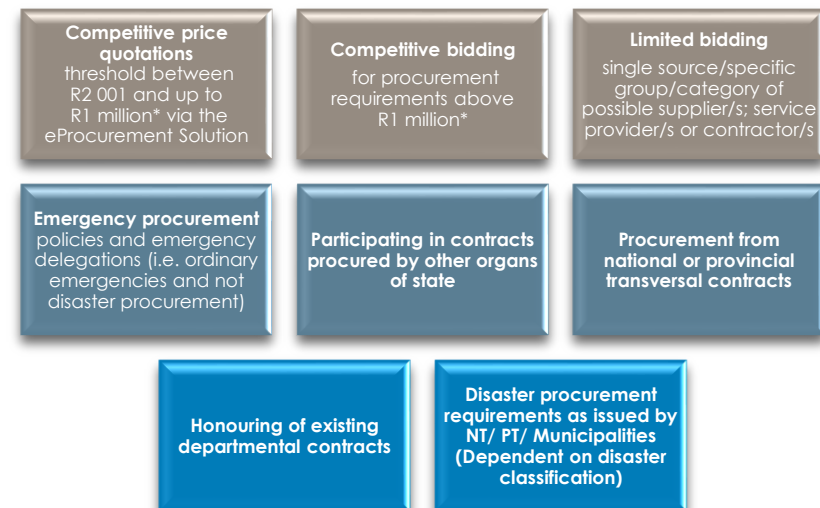 Competitive price
quotations
threshold between
R2 001 and up to
R1 million* via the
eProcurement Solution
Competitive bidding
for procurement
requirements above
R1 million*
Limited bidding
single source/specific
group/category of
possible supplier/s; service
provider/s or contractor/s
Emergency procurement
policies and emergency
delegations (i.e. ordinary
emergencies and not
disaster procurement)
Participating in contracts
procured by other organs
of state
Procurement from
national or provincial
transversal contracts
Honouring of existing
departmental contracts
Disaster procurement
requirements as issued by
NT/ PT/ Municipalities
(Dependent on disaster
classification)